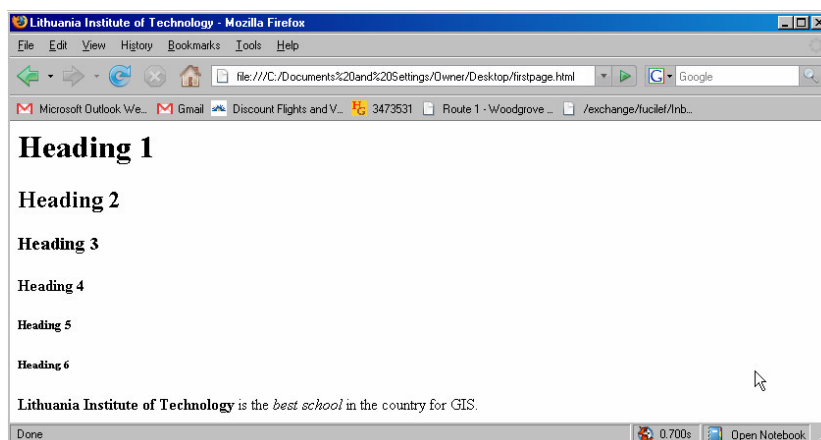 Lithuania Institute of Technology - Mozilla Firefox
File Edit View History Bookmarks Tools Help
file:///C:/Documents%20and%20Settings/Owner/Desktop/firstpage.html G Google
Microsoft Outlook We... Gmail Discount Flights and V... HG 3473531 Route 1 - Woodgrove ... /exchange/fucilef/Inb...
Heading 1
Heading 2
Heading 3
Heading 4
Heading 5
Heading 6
Lithuania Institute of Technology is the best school in the country for GIS.
Done 0.700s Open Notebook